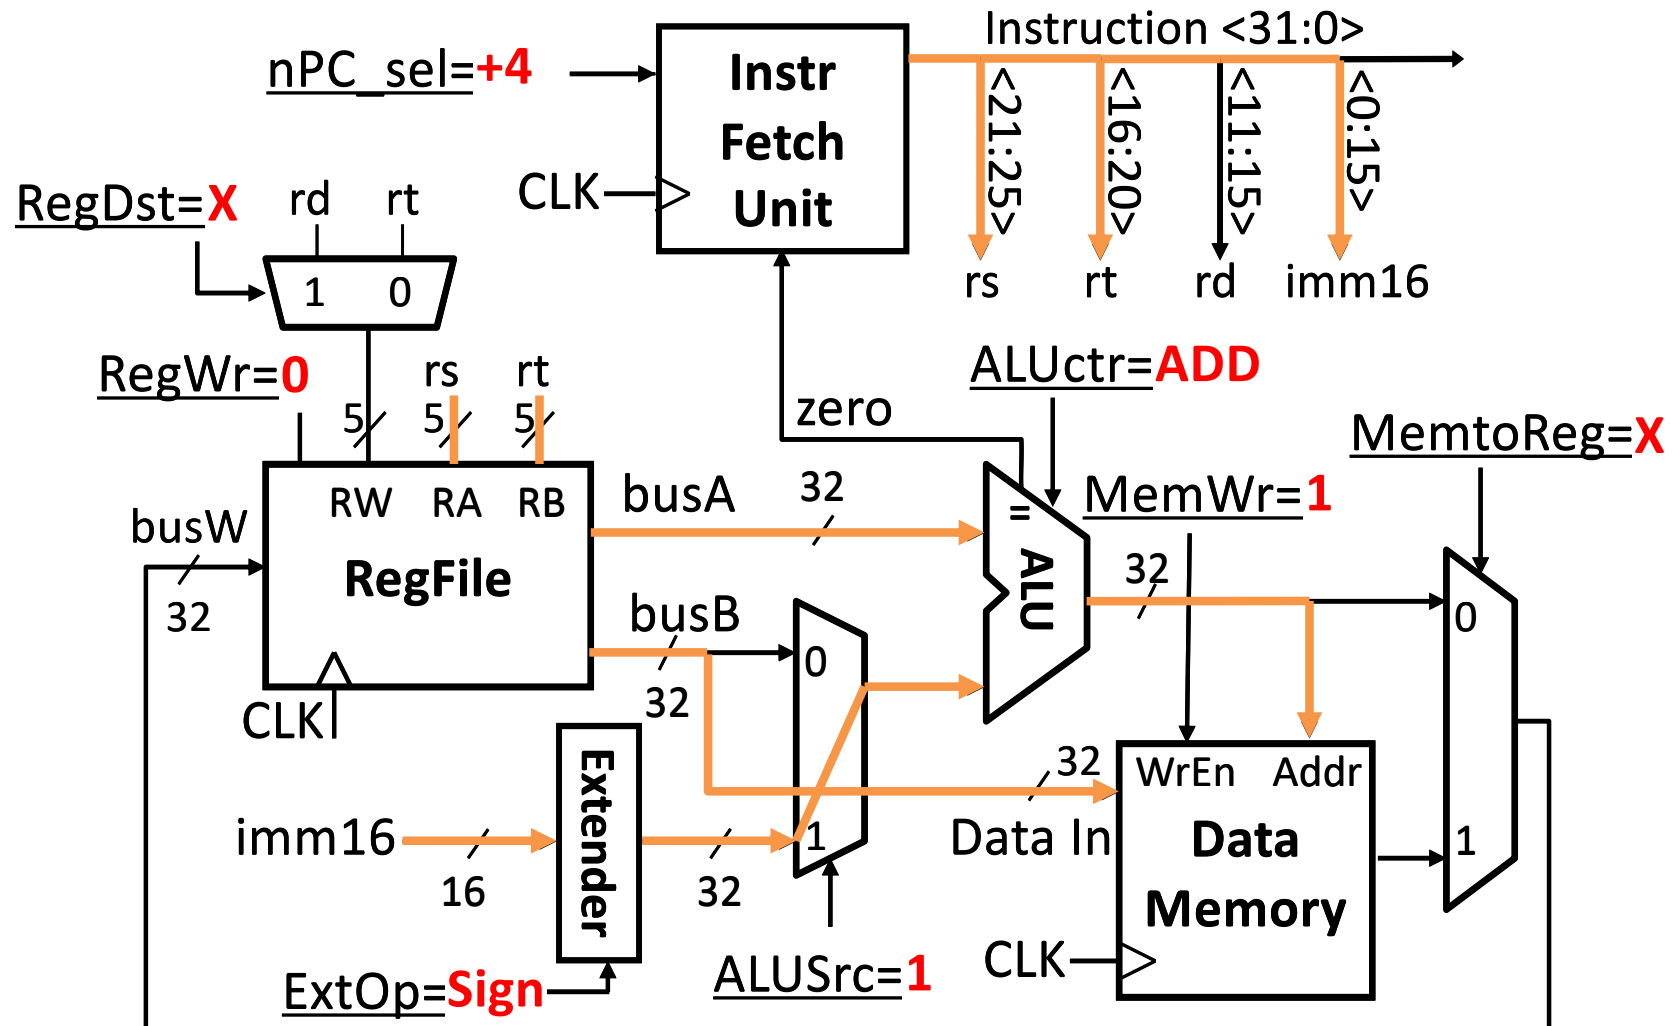 Instruction <31:0>
nPC_sel=+4
Instr
Fetch
Unit
CLK
<21:25>
<16:20>
<11:15>
<0:15>
rs
rt
rd
imm16
RegDst=X
rd
rt
1
0
RegWr=0
rs
rt
5
5
5
zero
ALUctr=ADD
MemtoReg=X
RW
RA
RB
busW
32
RegFile
CLK
busA
32
busB
32
=
ALU
MemWr=1
32
0
1
0
1
imm16
16
Extender
32
ExtOp=Sign
ALUSrc=1
32
Data In
WrEn
Addr
Data
Memory
CLK